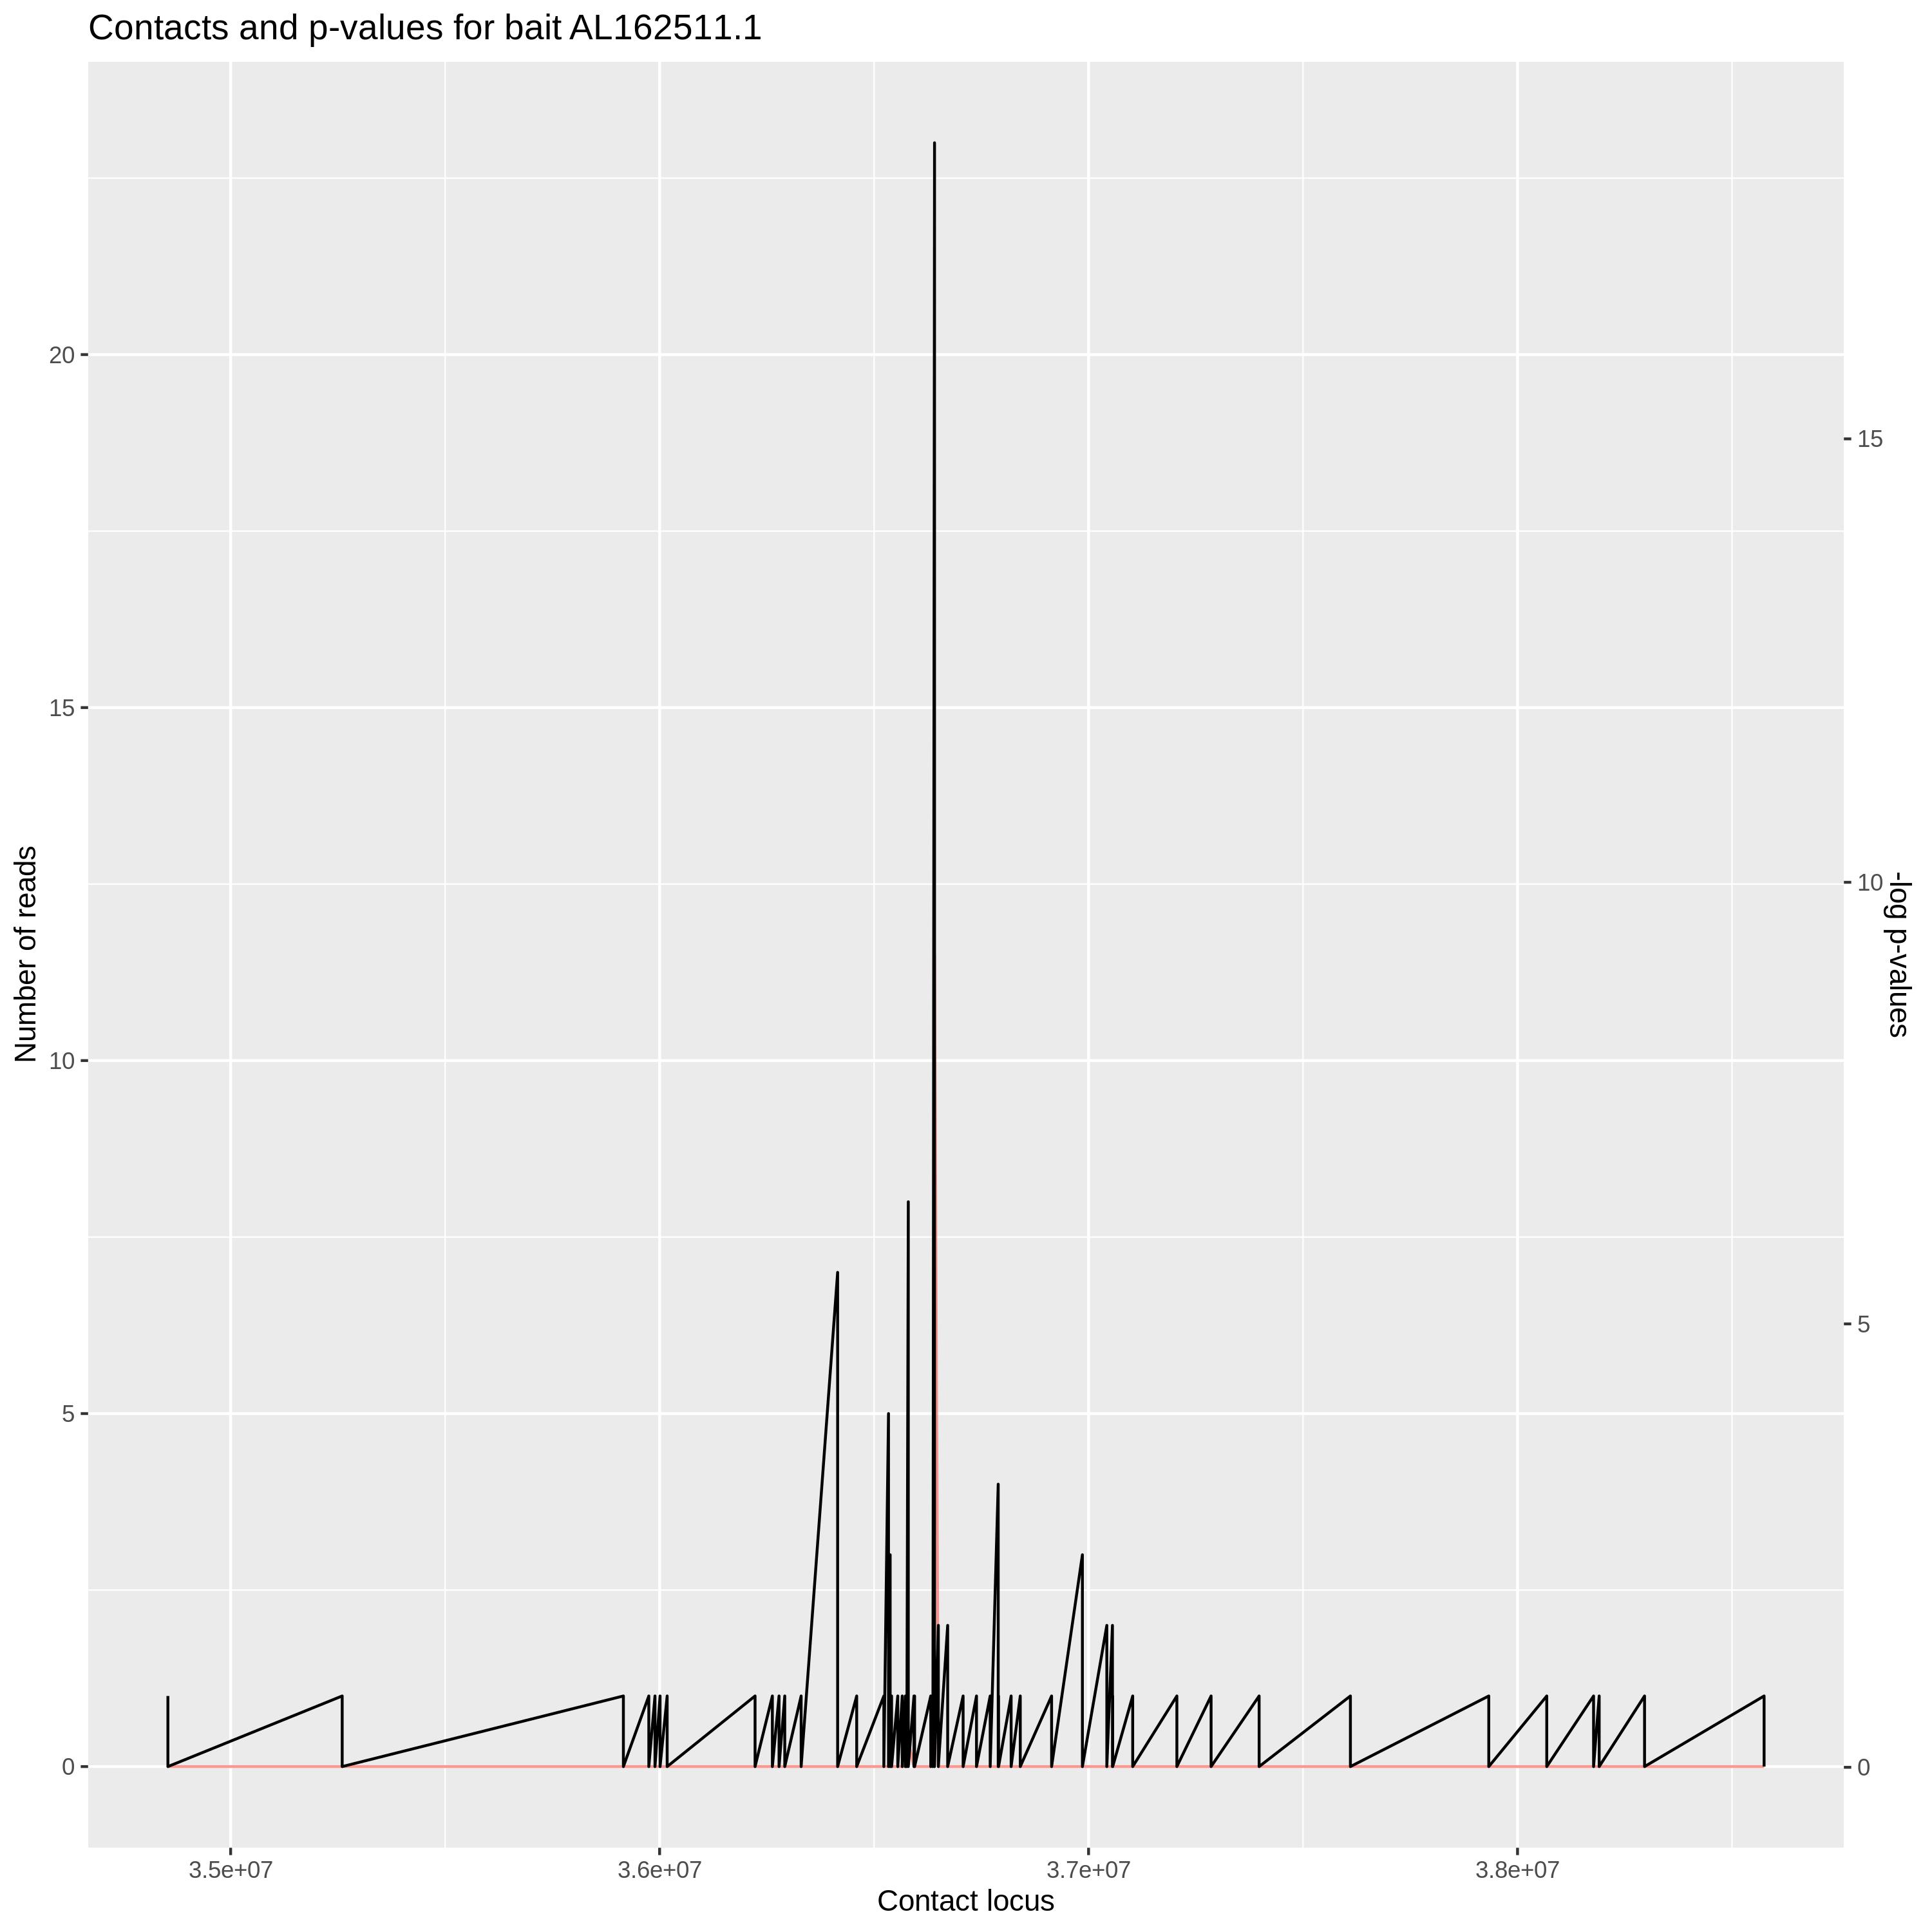 Contacts and p-values for bait AL162511.1
Number of reads
20
15
10
5
0
15
10
5
0
-log p-values
3.5e+07
3.6e+07
3.7e+07
3.8e+07
Contact locus